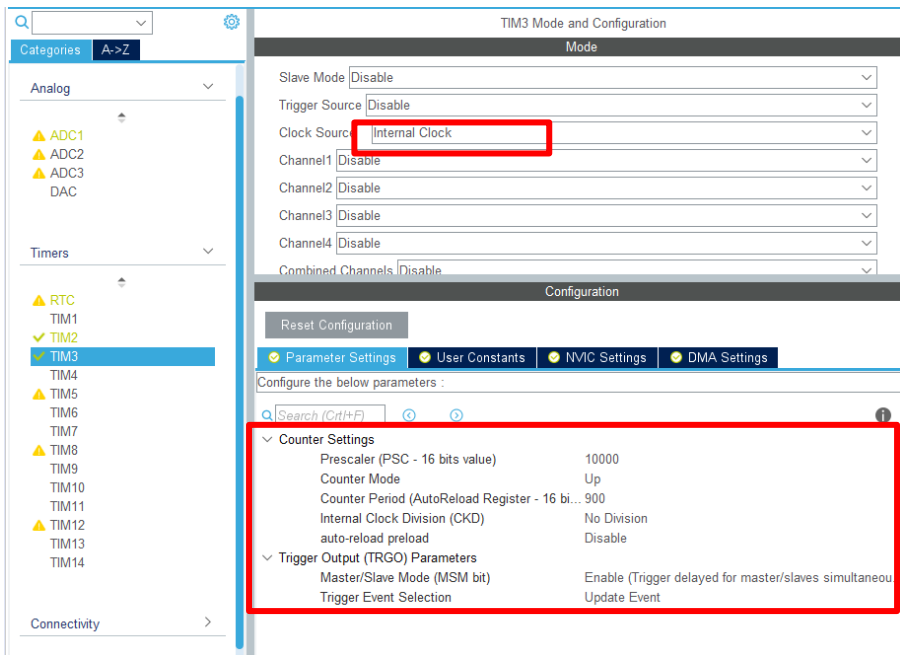 TIM3 Mode and Configuration
Categories A->Z
Mode
Analog
ADC1
ADC2
ADC3
DAC
Timers
RTC
TIM1
TIM2
TIM3
TIM4
TIM5
TIM6
TIM7
TIM8
TIM9
TIM10
TIM11
TIM12
TIM13
TIM14
Connectivity
Slave Mode Disable
Trigger Source Disable
Clock Source Internal Clock
Channel1 Disable
Channel2 Disable
Channel3 Disable
Channel4 Disable
Combined Channels Disable
Configuration
Reset Configuration
Parameter Settings User Constants NVIC Settings DMA Settings
Configure the below parameters :
Search (Crtl+F)
Counter Settings
Prescaler (PSC - 16 bits value) 10000
Counter Mode Up
Counter Period (AutoReload Register - 16 bi... 900
Internal Clock Division (CKD) No Division
auto-reload preload Disable
Trigger Output (TRGO) Parameters
Master/Slave Mode (MSM bit) Enable (Trigger delayed for master/slaves simultaneou.
Trigger Event Selection Update Event